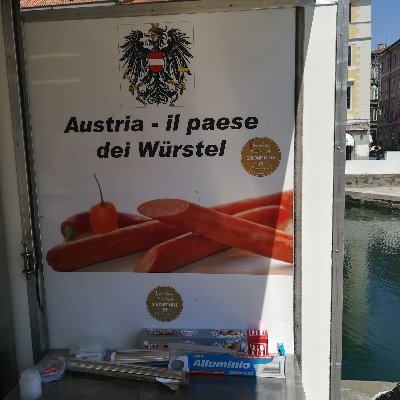 Austria - il paese
dei Würstel
Alluminio